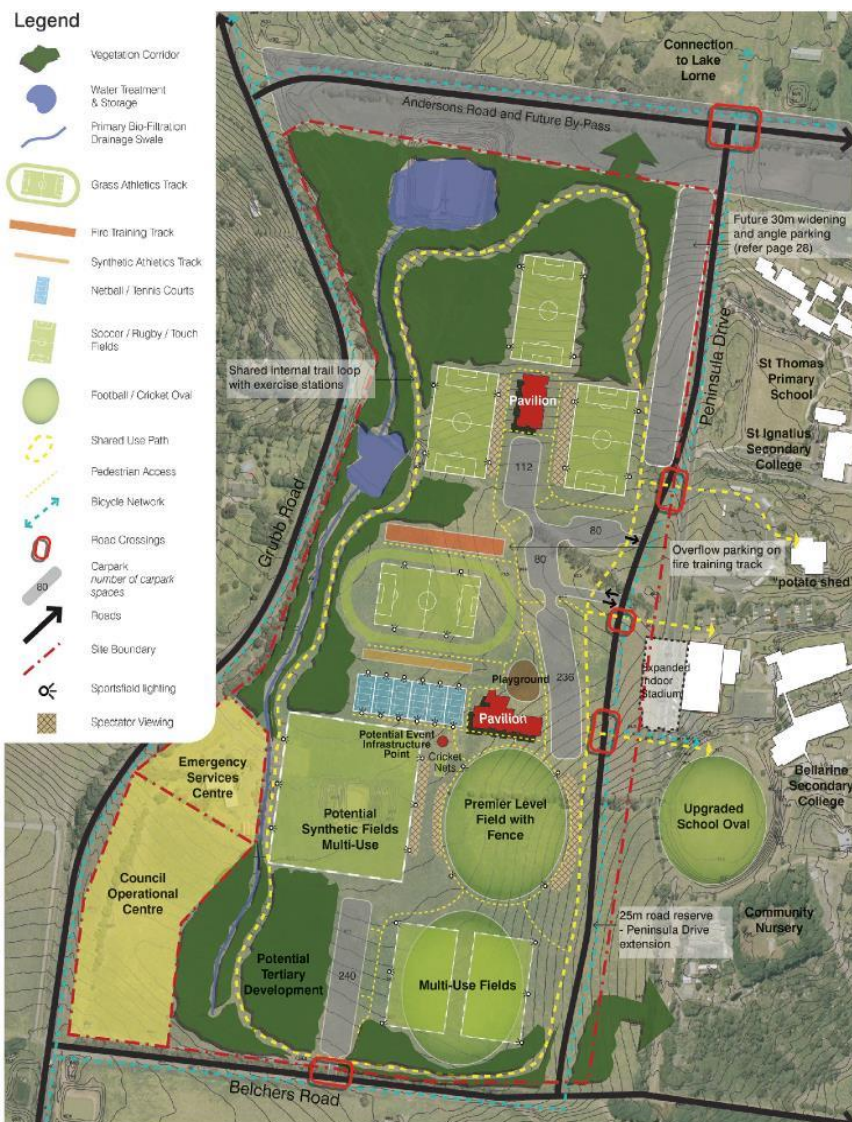 Legend
Vegetation Corridor
Water Treatment
& Storage
Primary Bio-Filtration
Drainage Swale
Grass Athletics Track
Fire Training Track
Synthetic Athletics Track
Netball / Tennis Courts
Soccer / Rugby / Touch
Fields
Football / Cricket Oval
Shared Use Path
Pedestrian Access
Bicycle Network
Road Crossings
80
Carpark
number of carpark
spaces
Roads
Site Boundary
Sportsfield lighting
Spectator Viewing
Connection
to Lake
Lorne
Andersons Road and Future By-Pass
Future 30m widening
and angle parking
(refer page 28)
Peninsula Drive
St Thomas
Primary
School
St Ignatius
Secondary
College
Shared Internal trail loop
with exercise stations
Pavilion
112
80
80
Grubb Road
Overflow parking on
fire training track
"potato shed"
Playground
236
Expanded
Indoor
Stadium
Pavilion
Potential Event
Infrastructure
Point
Cricket
Nets
Emergency
Services
Centre
Bellarine
Secondary
College
Potential
Synthetic Fields
Multi-Use
Premier Level
Field with
Fence
Upgraded
School Oval
Council
Operational
Centre
25m road reserve
- Peninsula Drive
extension
Community
Nursery
Potential
Tertiary
Development
240
Multi-Use Fields
Belchers Road